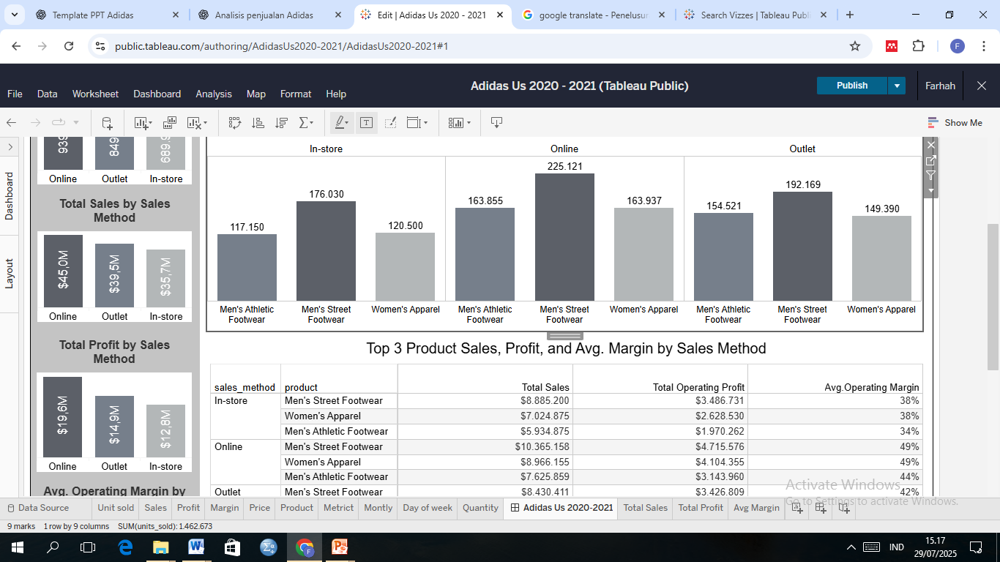 Template PPT Adidas
Analisis penjualan Adidas
Edit | Adidas Us 2020 - 2021
google translate - Penelusur
Search Vizzes | Tableau Publi
public.tableau.com/authoring/AdidasUs2020-2021/AdidasUs2020-2021#1
F
File Data Worksheet Dashboard Analysis Map Format Help
Adidas Us 2020 - 2021 (Tableau Public)
Publish
Farhah
Show Me
Dashboard
Layout
Online Outlet In-store
Total Sales by Sales
Method
$45,0M $39,5M $35,7M
Online Outlet In-store
Total Profit by Sales
Method
$19,6M $14,9M $12,8M
Online Outlet In-store
Avg. Operating Margin by
In-store Online Outlet
117.150 176.030 120.500 163.855 225.121 163.937 154.521 192.169 149.390
Men's Athletic Men's Street Women's Apparel Men's Athletic Men's Street Women's Apparel Men's Athletic Men's Street Women's Apparel
Footwear Footwear Footwear Footwear Footwear Footwear
Top 3 Product Sales, Profit, and Avg. Margin by Sales Method
sales_method product Total Sales Total Operating Profit Avg.Operating Margin
In-store Men's Street Footwear $8.885.200 $3.486.731 38%
Women's Apparel $7.024.875 $2.628.530 38%
Men's Athletic Footwear $5.934.875 $1.970.262 34%
Online Men's Street Footwear $10.365.158 $4.715.576 49%
Women's Apparel $8.966.155 $4.104.355 49%
Men's Athletic Footwear $7.625.859 $3.143.960 44%
Outlet Men's Street Footwear $8.430.411 $3.426.809 42%
Activate Windows
Go to Settings to activate Windows.
Data Source Unit sold Sales Profit Margin Price Product Metrict Montly Day of week Quantity Adidas Us 2020-2021 Total Sales Total Profit Avg Margin
9 marks 1 row by 9 columns SUM(units_sold): 1.462.673
IND
15.17
29/07/2025